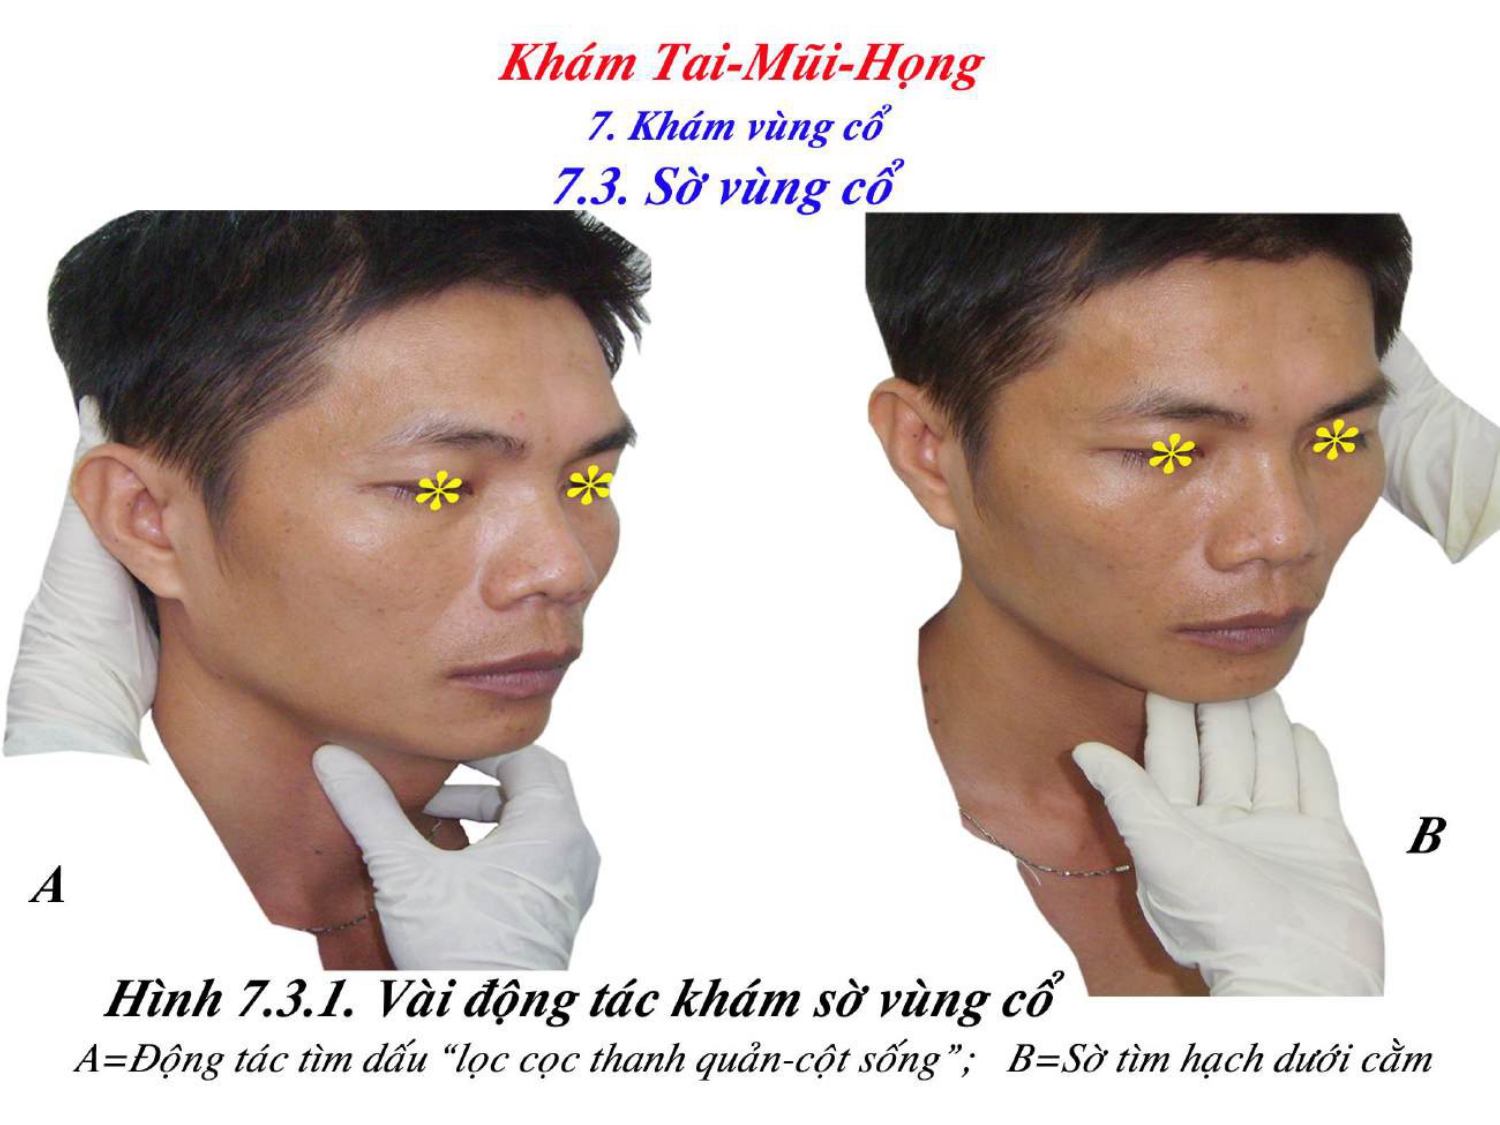 Khám Tai-Mũi-Họng
7. Khám vùng cổ
7.3. Sờ vùng cổ
A
B
Hình 7.3.1. Vài động tác khám sờ vùng cổ
A=Động tác tìm dấu “lọc cọc thanh quản-cột sống”; B=Sờ tìm hạch dưới cằm